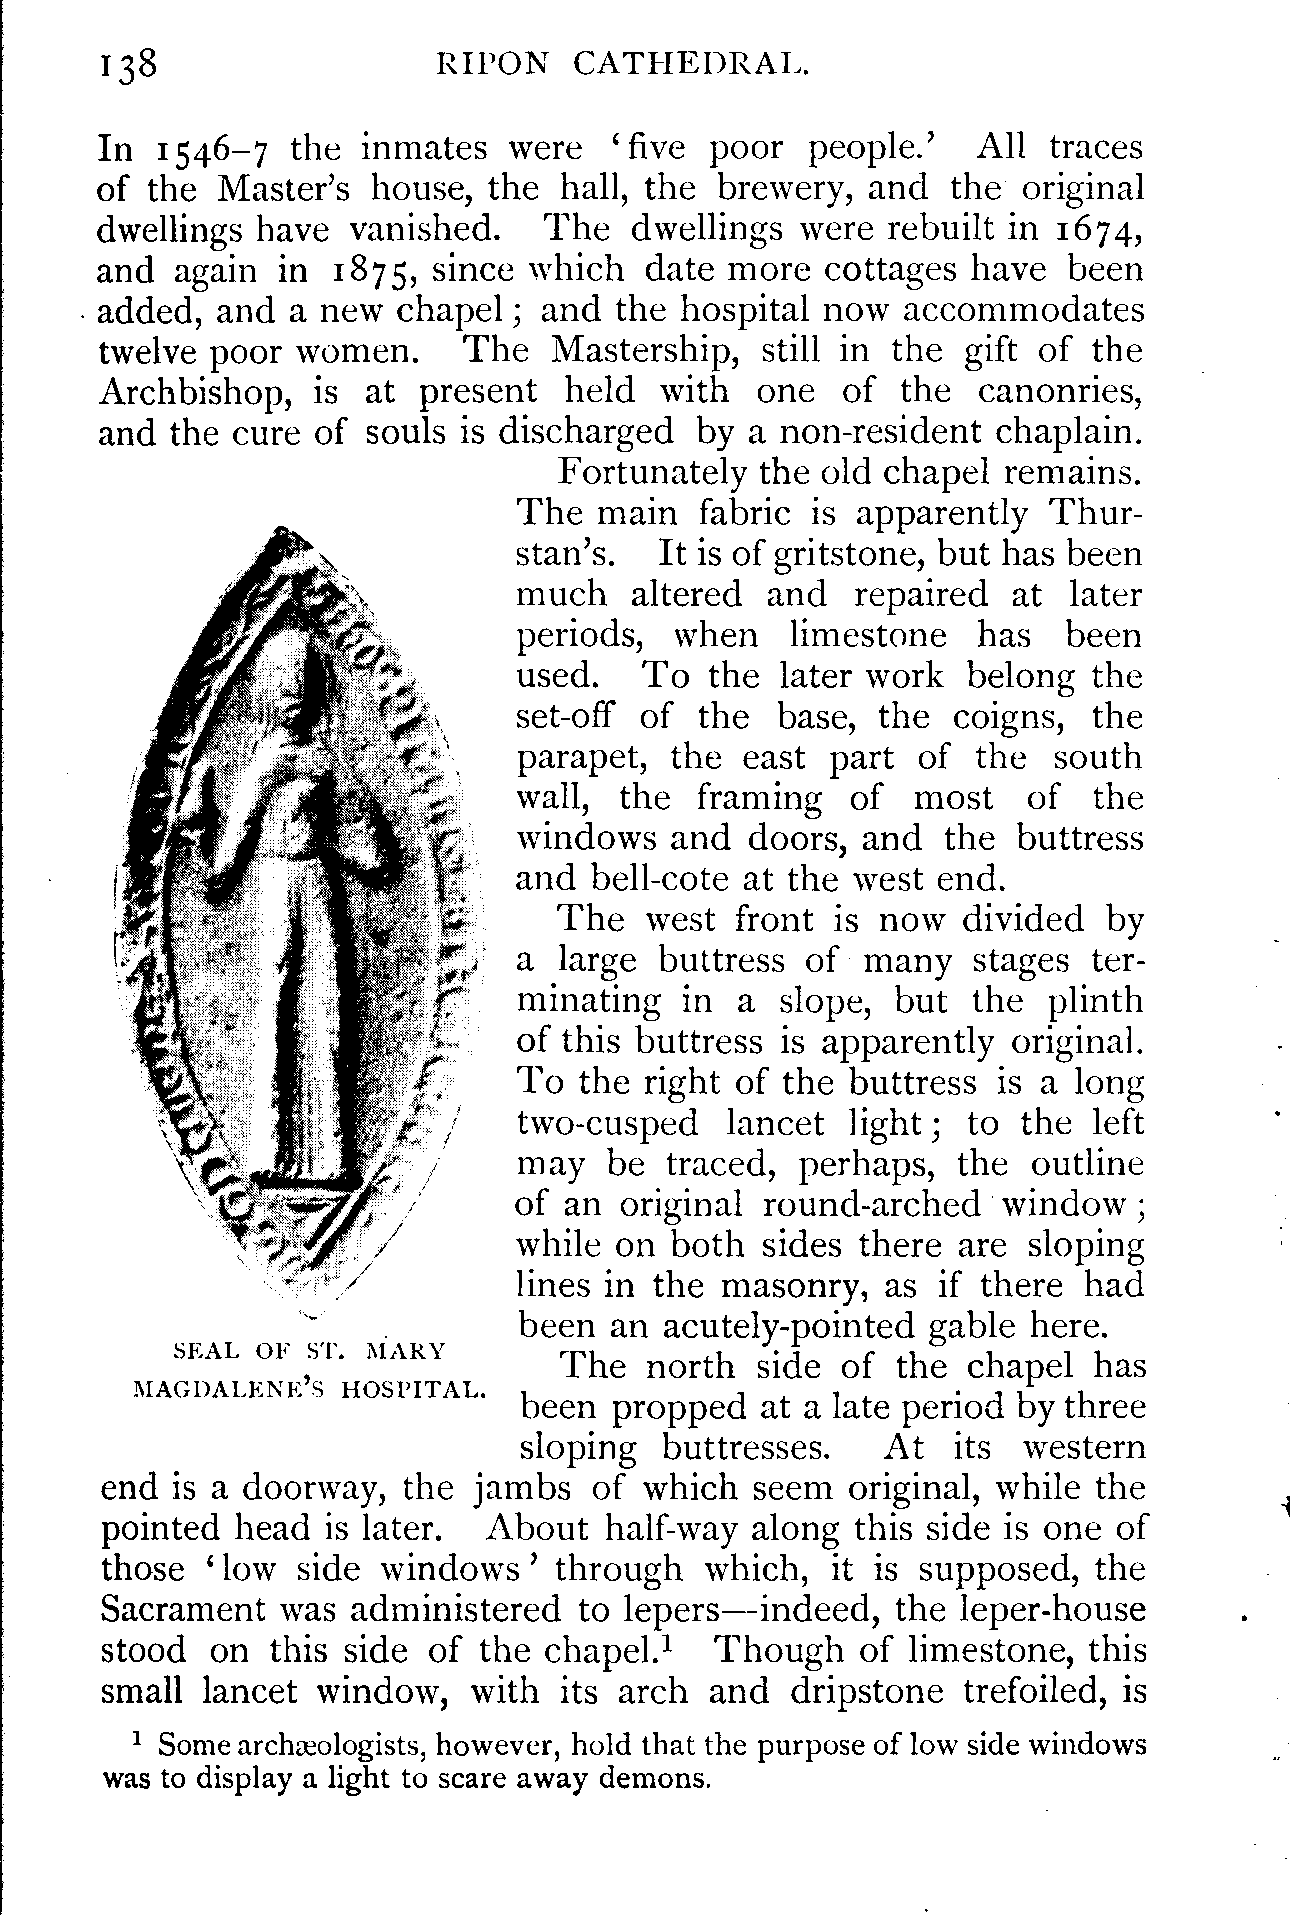 138 RIPON CATHEDRAL.
In 1546–7 the inmates were ‘five poor people.’ All traces
of the Master’s house, the hall, the brewery, and the original
dwellings have vanished. The dwellings were rebuilt in 1674,
and again in 1875, since which date more cottages have been
added, and a new chapel; and the hospital now accommodates
twelve poor women. The Mastership, still in the gift of the
Archbishop, is at present held with one of the canonries,
and the cure of souls is discharged by a non-resident chaplain.
Fortunately the old chapel remains.
The main fabric is apparently Thur-
stan’s. It is of gritstone, but has been
much altered and repaired at later
periods, when limestone has been
used. To the later work belong the
set-off of the base, the coigns, the
parapet, the east part of the south
wall, the framing of most of the
windows and doors, and the buttress
and bell-cote at the west end.
The west front is now divided by
a large buttress of many stages ter-
minating in a slope, but the plinth
of this buttress is apparently original.
To the right of the buttress is a long
two-cusped lancet light; to the left
may be traced, perhaps, the outline
of an original round-arched window;
while on both sides there are sloping
lines in the masonry, as if there had
been an acutely-pointed gable here.
SEAL OF ST. MARY
MAGDALENE’S HOSPITAL.
The north side of the chapel has
been propped at a late period by three
sloping buttresses. At its western
end is a doorway, the jambs of which seem original, while the
pointed head is later. About half-way along this side is one of
those ‘low side windows’ through which, it is supposed, the
Sacrament was administered to lepers—indeed, the leper-house
stood on this side of the chapel.¹ Though of limestone, this
small lancet window, with its arch and dripstone trefoiled, is
¹ Some archæologists, however, hold that the purpose of low side windows
was to display a light to scare away demons.